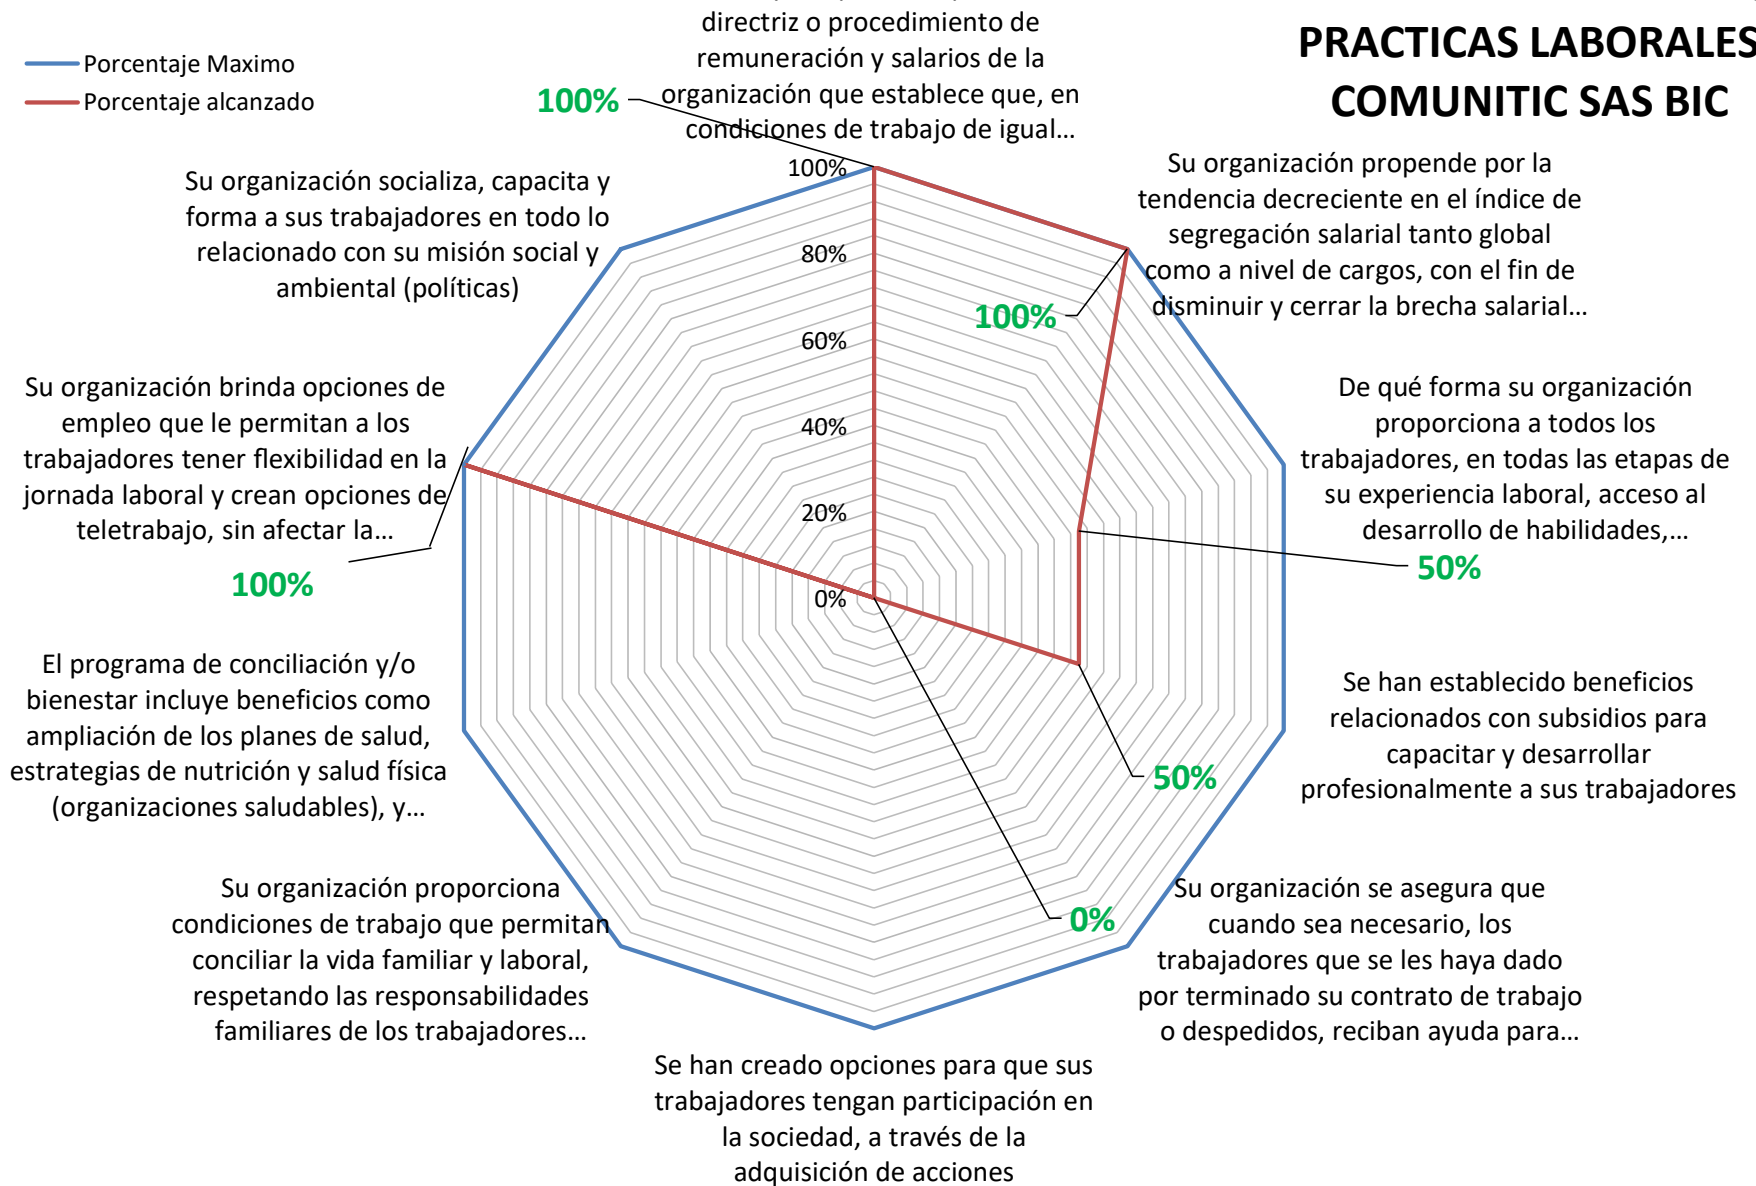 directriz o procedimiento de
remuneración y salarios de la
organización que establece que, en
condiciones de trabajo de igual...
PRACTICAS LABORALES
COMUNITIC SAS BIC
Porcentaje Maximo
Porcentaje alcanzado
100%
Su organización propende por la
tendencia decreciente en el índice de
segregación salarial tanto global
como a nivel de cargos, con el fin de
disminuir y cerrar la brecha salarial...
100%
De qué forma su organización
proporciona a todos los
trabajadores, en todas las etapas de
su experiencia laboral, acceso al
desarrollo de habilidades,...
50%
Se han establecido beneficios
relacionados con subsidios para
capacitar y desarrollar
profesionalmente a sus trabajadores
50%
Su organización se asegura que
cuando sea necesario, los
trabajadores que se les haya dado
por terminado su contrato de trabajo
o despedidos, reciban ayuda para...
0%
Se han creado opciones para que sus
trabajadores tengan participación en
la sociedad, a través de la
adquisición de acciones
Su organización proporciona
condiciones de trabajo que permitan
conciliar la vida familiar y laboral,
respetando las responsabilidades
familiares de los trabajadores...
El programa de conciliación y/o
bienestar incluye beneficios como
ampliación de los planes de salud,
estrategias de nutrición y salud física
(organizaciones saludables), y...
Su organización brinda opciones de
empleo que le permitan a los
trabajadores tener flexibilidad en la
jornada laboral y crean opciones de
teletrabajo, sin afectar la...
100%
Su organización socializa, capacita y
forma a sus trabajadores en todo lo
relacionado con su misión social y
ambiental (políticas)
100%
80%
60%
40%
20%
0%